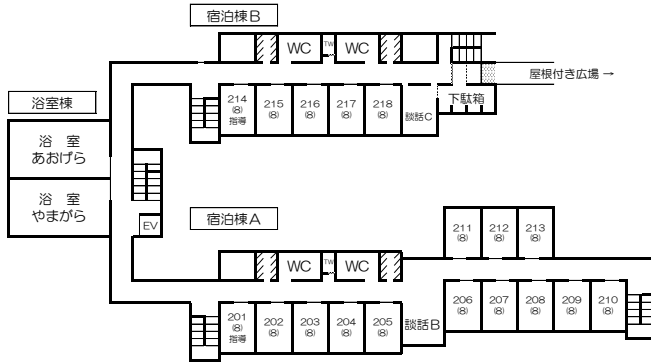 宿泊棟B
WC
TW
WC
屋根付き広場 →
浴室棟
214
(8)
指導
215
(8)
216
(8)
217
(8)
218
(8)
談話C
下駄箱
浴 室
あおげら
浴 室
やまがら
EV
宿泊棟A
211
(8)
212
(8)
213
(8)
WC
TW
WC
201
(8)
指導
202
(8)
203
(8)
204
(8)
205
(8)
談話B
206
(8)
207
(8)
208
(8)
209
(8)
210
(8)